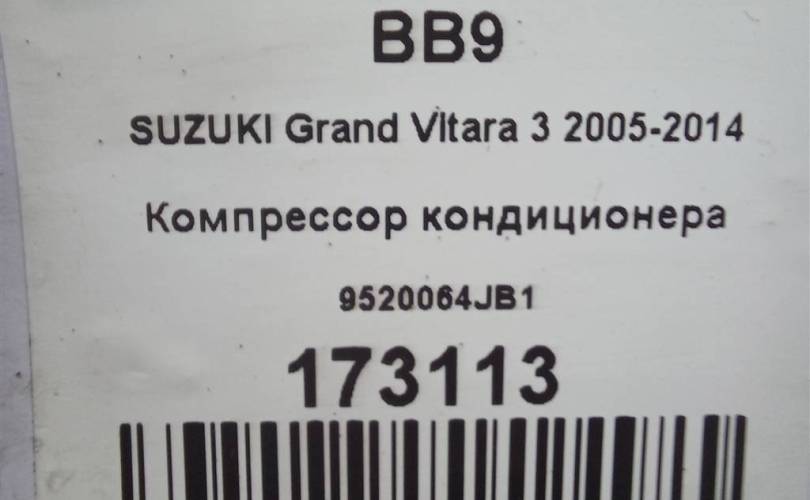 BB9
SUZUKI Grand Vitara 3 2005-2014
Компрессор кондиционера
9520064JB1
173113